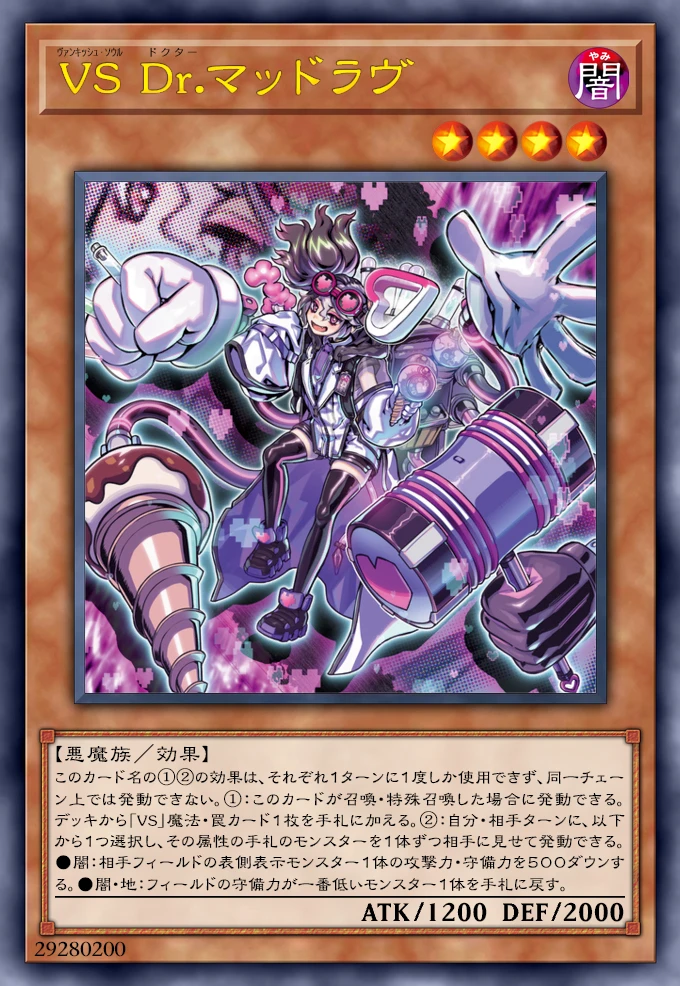 ヴァンキッシュ・ソウル ドクター
VS Dr.マッドラヴ
やみ
闇
【悪魔族／効果】
このカード名の①②の効果は、それぞれ1ターンに1度しか使用できず、同一チェー
ン上では発動できない。①：このカードが召喚・特殊召喚した場合に発動できる。
デッキから「VS」魔法・罠カード1枚を手札に加える。②：自分・相手ターンに、以下
から1つ選択し、その属性の手札のモンスターを1体ずつ相手に見せて発動できる。
●闇：相手フィールドの表側表示モンスター1体の攻撃力・守備力を500ダウンす
る。●闇・地：フィールドの守備力が一番低いモンスター1体を手札に戻す。
ATK/1200 DEF/2000
29280200